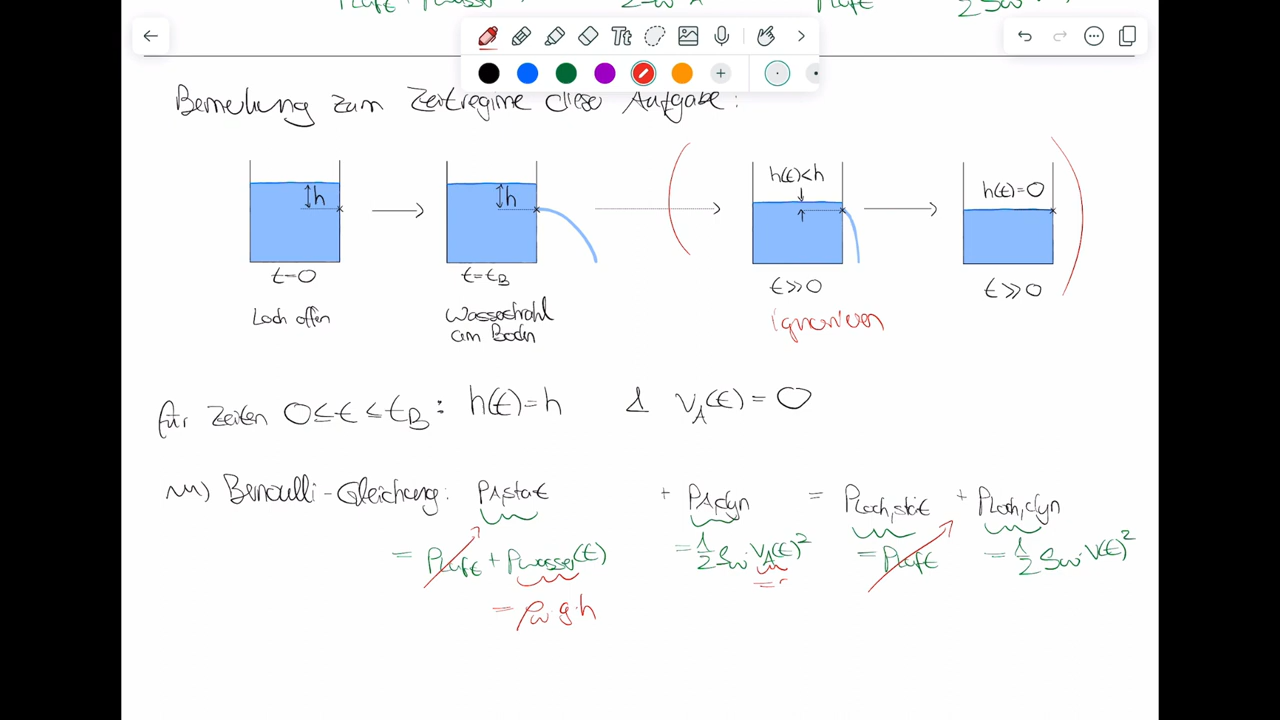 Tt
Bemerkung zum Zeitregime dieser Aufgabe:
h
h
h(t)<h
h(t)=0
t=0
t=t_B
t≫0
t≫0
Loch offen
Wasserstrahl
am Boden
ignorieren
für Zeiten 0≤t≤t_B: h(t)=h & v_A(t)=0
⇝ Bernoulli-Gleichung: p_A,stat + p_A,dyn = p_Loch,stat + p_Loch,dyn
= p_Luft + p_wasser(t) = 1/2 ρ_w·v_A(t)² = p_Luft = 1/2 ρ_w·v(t)²
= ρ_w·g·h